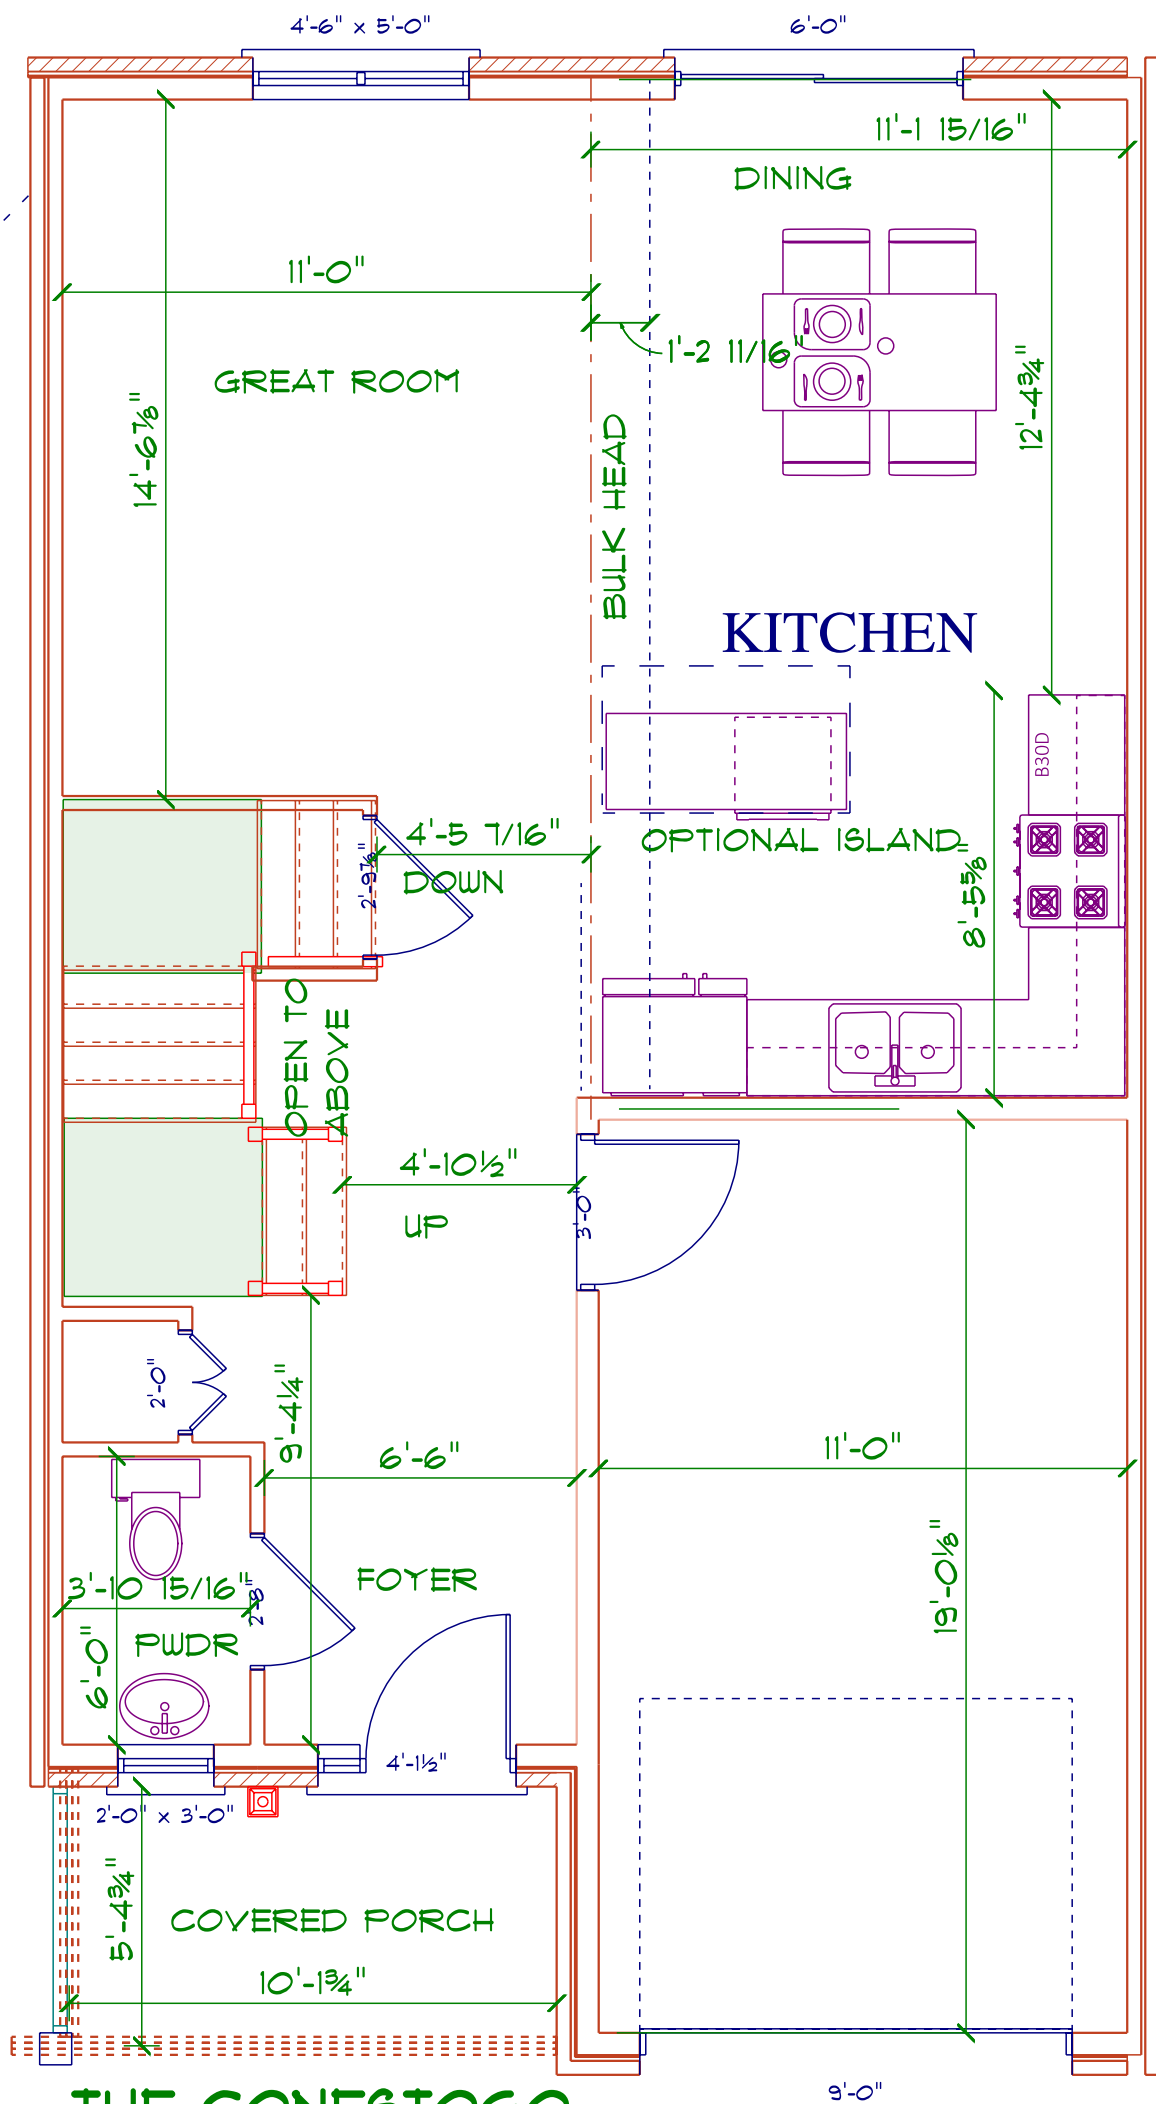 4'-6" x 5'-0"
6'-0"
11'-1 15/16"
DINING
11'-0"
1'-2 11/16"
GREAT ROOM
12'-4¾"
14'-6⅞"
BULK HEAD
KITCHEN
B30D
4'-5 7/16"
OPTIONAL ISLAND
2'-9⅞"
DOWN
8'-5⅝"
OPEN TO
ABOVE
4'-10½"
3'-0"
UP
2'-0"
9'-4¼"
6'-6"
11'-0"
19'-0⅛"
FOYER
3'-10 15/16"
2'-8"
PWDR
6'-0"
4'-1½"
2'-0" x 3'-0"
5'-4¾"
COVERED PORCH
10'-1¾"
9'-0"